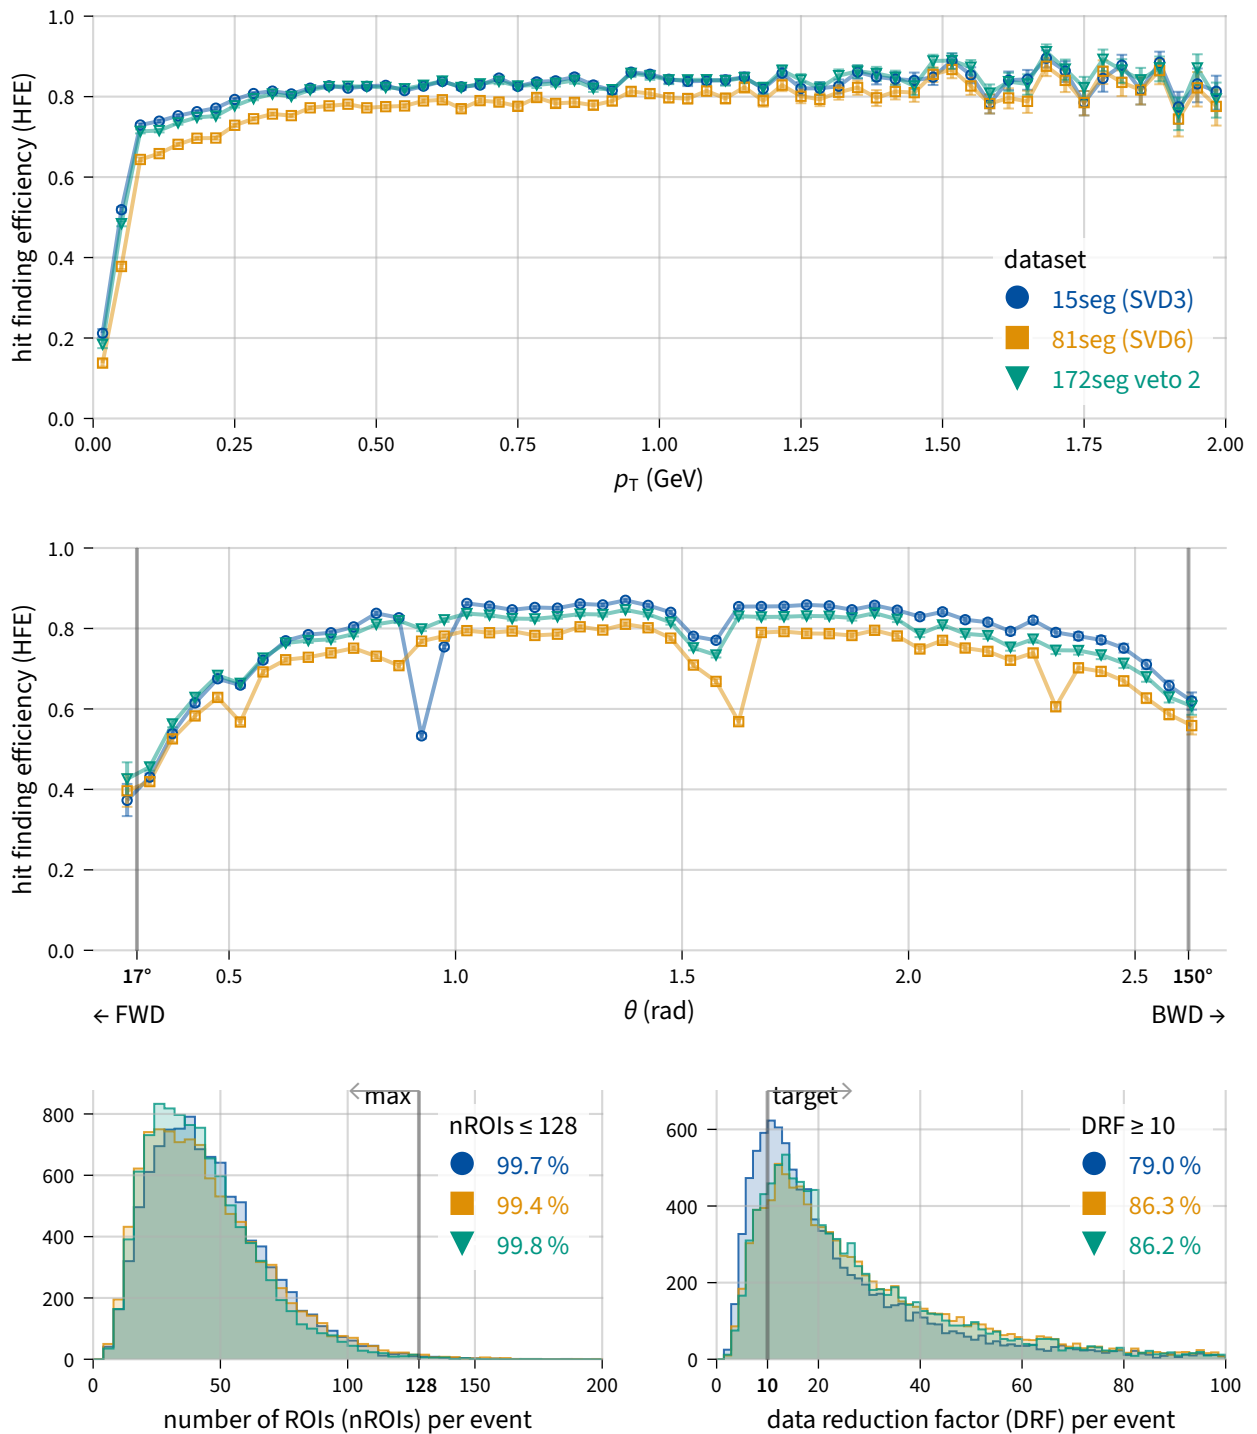 1.0
0.8
0.6
0.4
0.2
0.0
hit finding efficiency (HFE)
dataset
15seg (SVD3)
81seg (SVD6)
172seg veto 2
0.00 0.25 0.50 0.75 1.00 1.25 1.50 1.75 2.00
pT (GeV)
1.0
0.8
0.6
0.4
0.2
0.0
hit finding efficiency (HFE)
17° 0.5 1.0 1.5 2.0 2.5 150°
← FWD θ (rad) BWD →
max
800
600
400
200
0
nROIs ≤ 128
99.7 %
99.4 %
99.8 %
0 50 100 128 150 200
number of ROIs (nROIs) per event
target
600
400
200
0
DRF ≥ 10
79.0 %
86.3 %
86.2 %
0 10 20 40 60 80 100
data reduction factor (DRF) per event